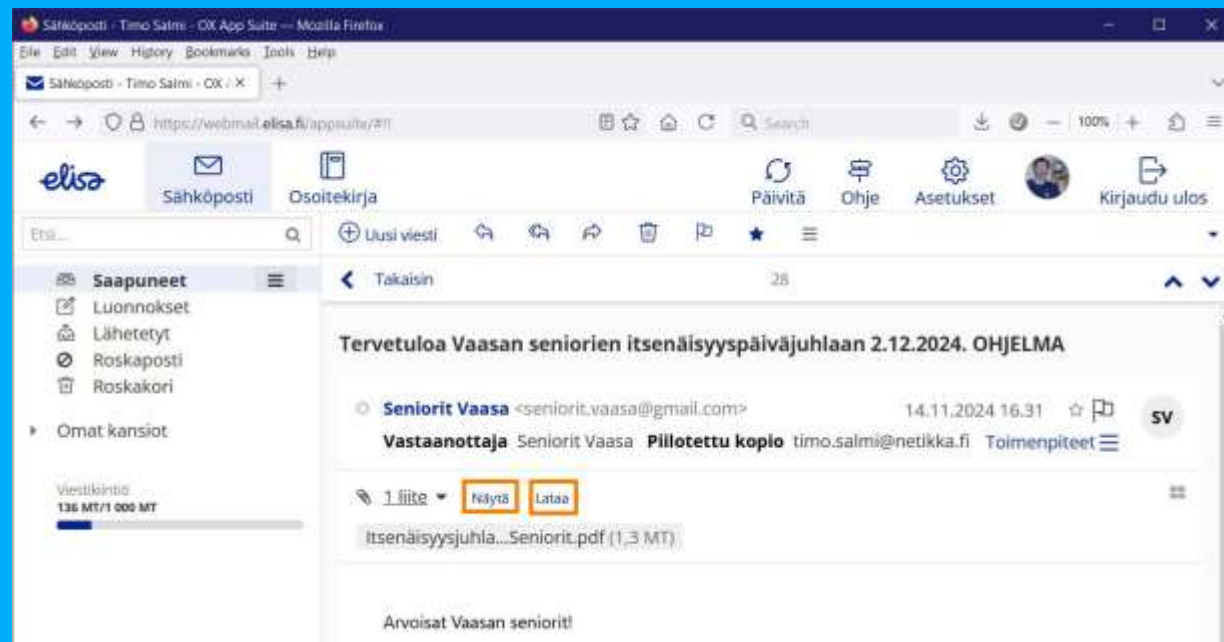 Sähköposti - Timo Salmi - OX App Suite — Mozilla Firefox
File Edit View History Bookmarks Tools Help
Sähköposti - Timo Salmi - OX / × +
https://webmail.elisa.fi/appsuite/#!! Search 100%
elisa Sähköposti Osoitekirja Päivitä Ohje Asetukset Kirjaudu ulos
Etsi... Uusi viesti
Saapuneet
Luonnokset
Lähetetyt
Roskaposti
Roskakori
Omat kansiot
Viestikiintiö
136 MT/1 000 MT
Takaisin 28
Tervetuloa Vaasan seniorien itsenäisyyspäiväjuhlaan 2.12.2024. OHJELMA
Seniorit Vaasa <seniorit.vaasa@gmail.com> 14.11.2024 16.31 SV
Vastaanottaja Seniorit Vaasa Piilotettu kopio timo.salmi@netikka.fi Toimenpiteet
1 liite Näytä Lataa
Itsenäisyysjuhla...Seniorit.pdf (1,3 MT)
Arvoisat Vaasan seniorit!